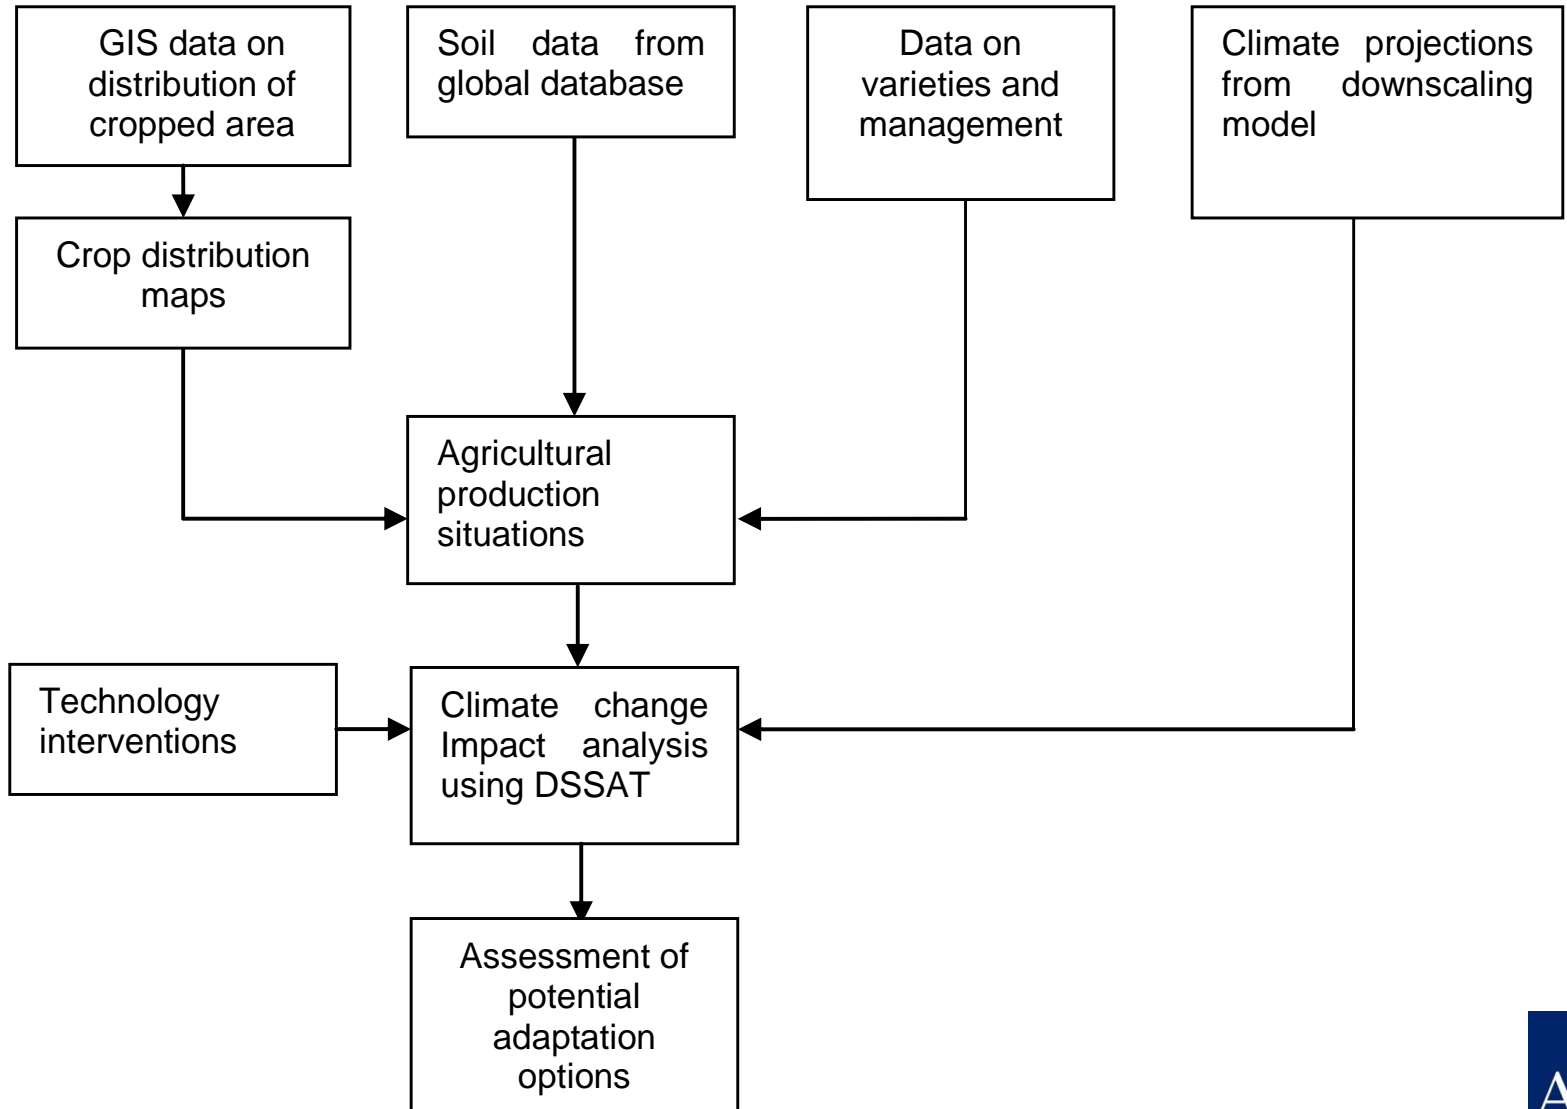 GIS data on
distribution of
cropped area
Soil data from
global database
Data on
varieties and
management
Climate projections
from downscaling
model
Crop distribution
maps
Agricultural
production
situations
Technology
interventions
Climate change
Impact analysis
using DSSAT
Assessment of
potential
adaptation
options
A